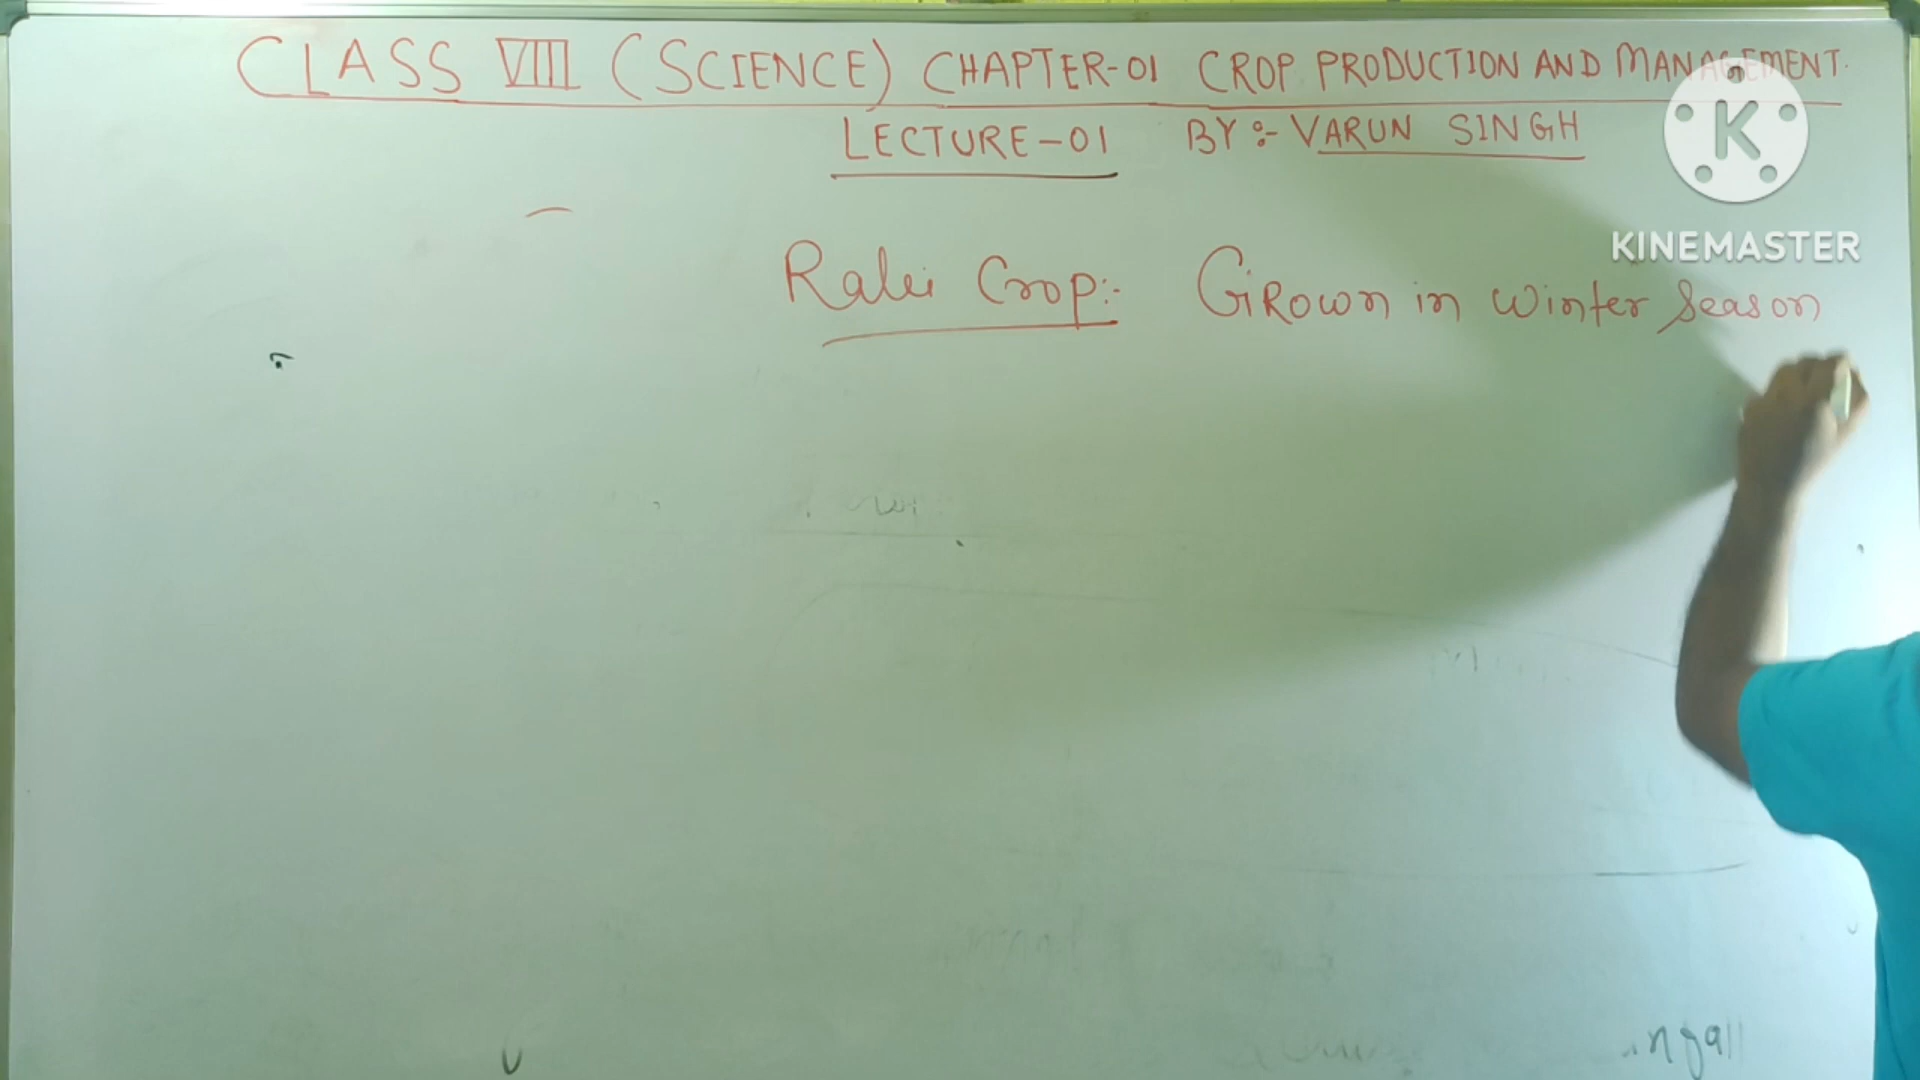 CLASS VIII (SCIENCE) CHAPTER-01 CROP PRODUCTION AND MANAGEMENT.
LECTURE-01 BY:- VARUN SINGH
K
KINEMASTER
Rabi Crop:- GROWN in winter Season